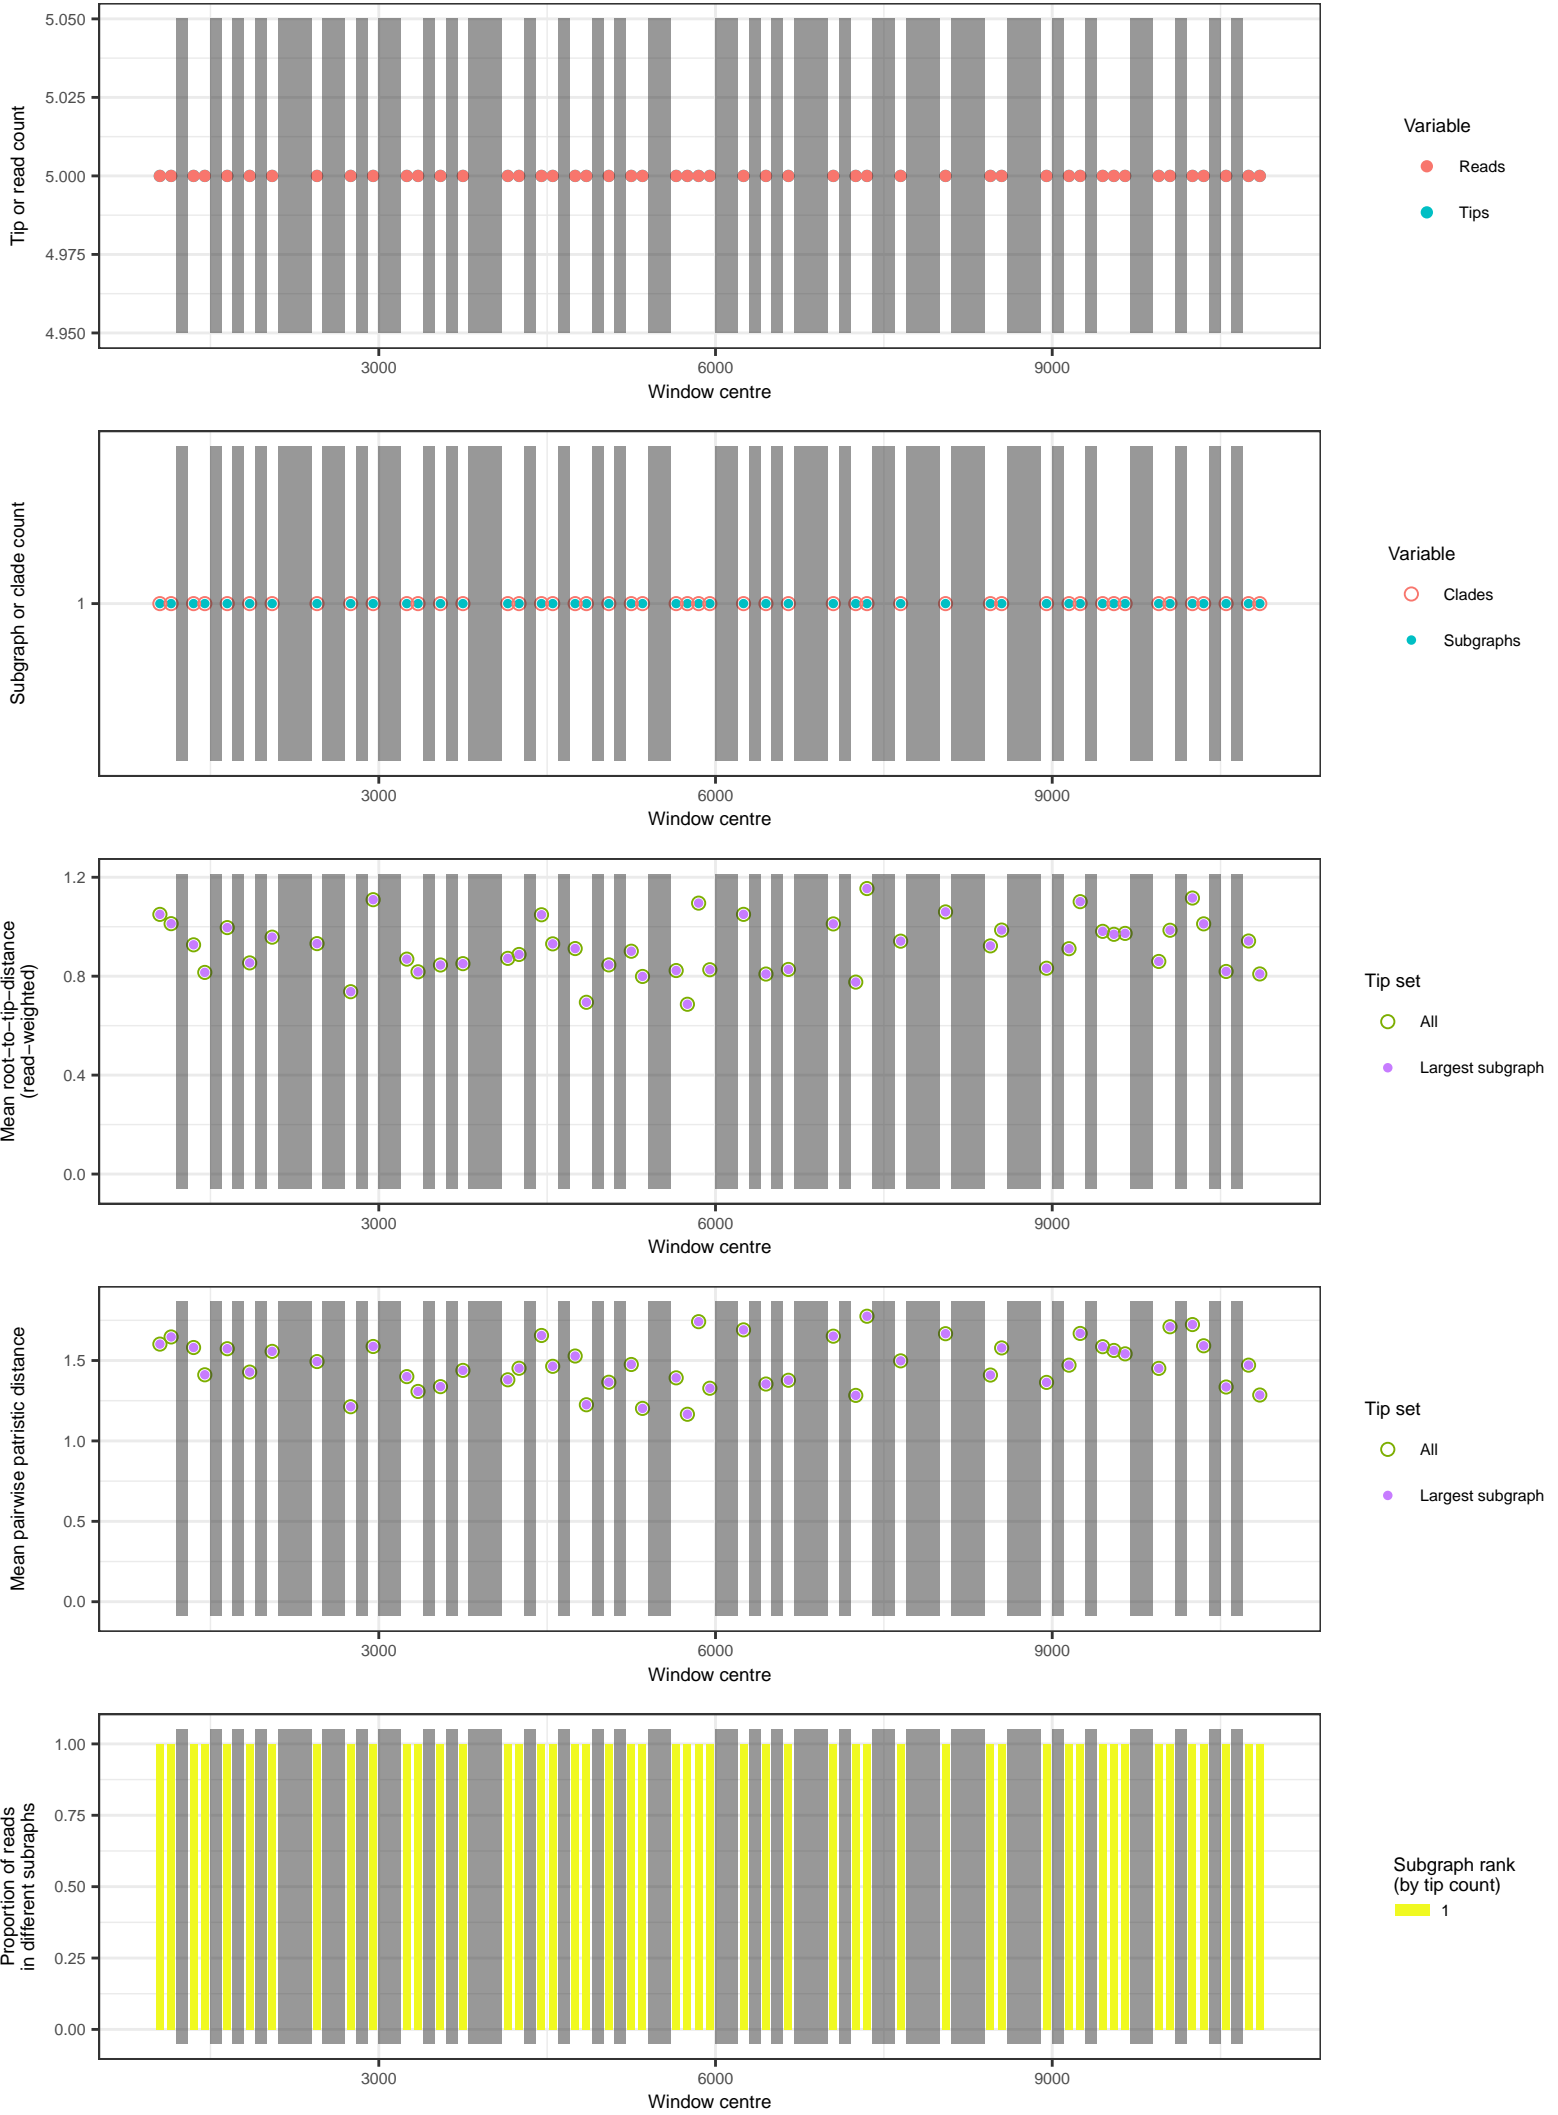 5.050
5.025
5.000
4.975
4.950
Tip or read count
3000 6000 9000
Window centre
Variable
Reads
Tips
1
Subgraph or clade count
3000 6000 9000
Window centre
Variable
Clades
Subgraphs
1.2
0.8
0.4
0.0
Mean root−to−tip−distance
(read−weighted)
3000 6000 9000
Window centre
Tip set
All
Largest subgraph
1.5
1.0
0.5
0.0
Mean pairwise patristic distance
3000 6000 9000
Window centre
Tip set
All
Largest subgraph
1.00
0.75
0.50
0.25
0.00
Proportion of reads
in different subraphs
3000 6000 9000
Window centre
Subgraph rank
(by tip count)
1